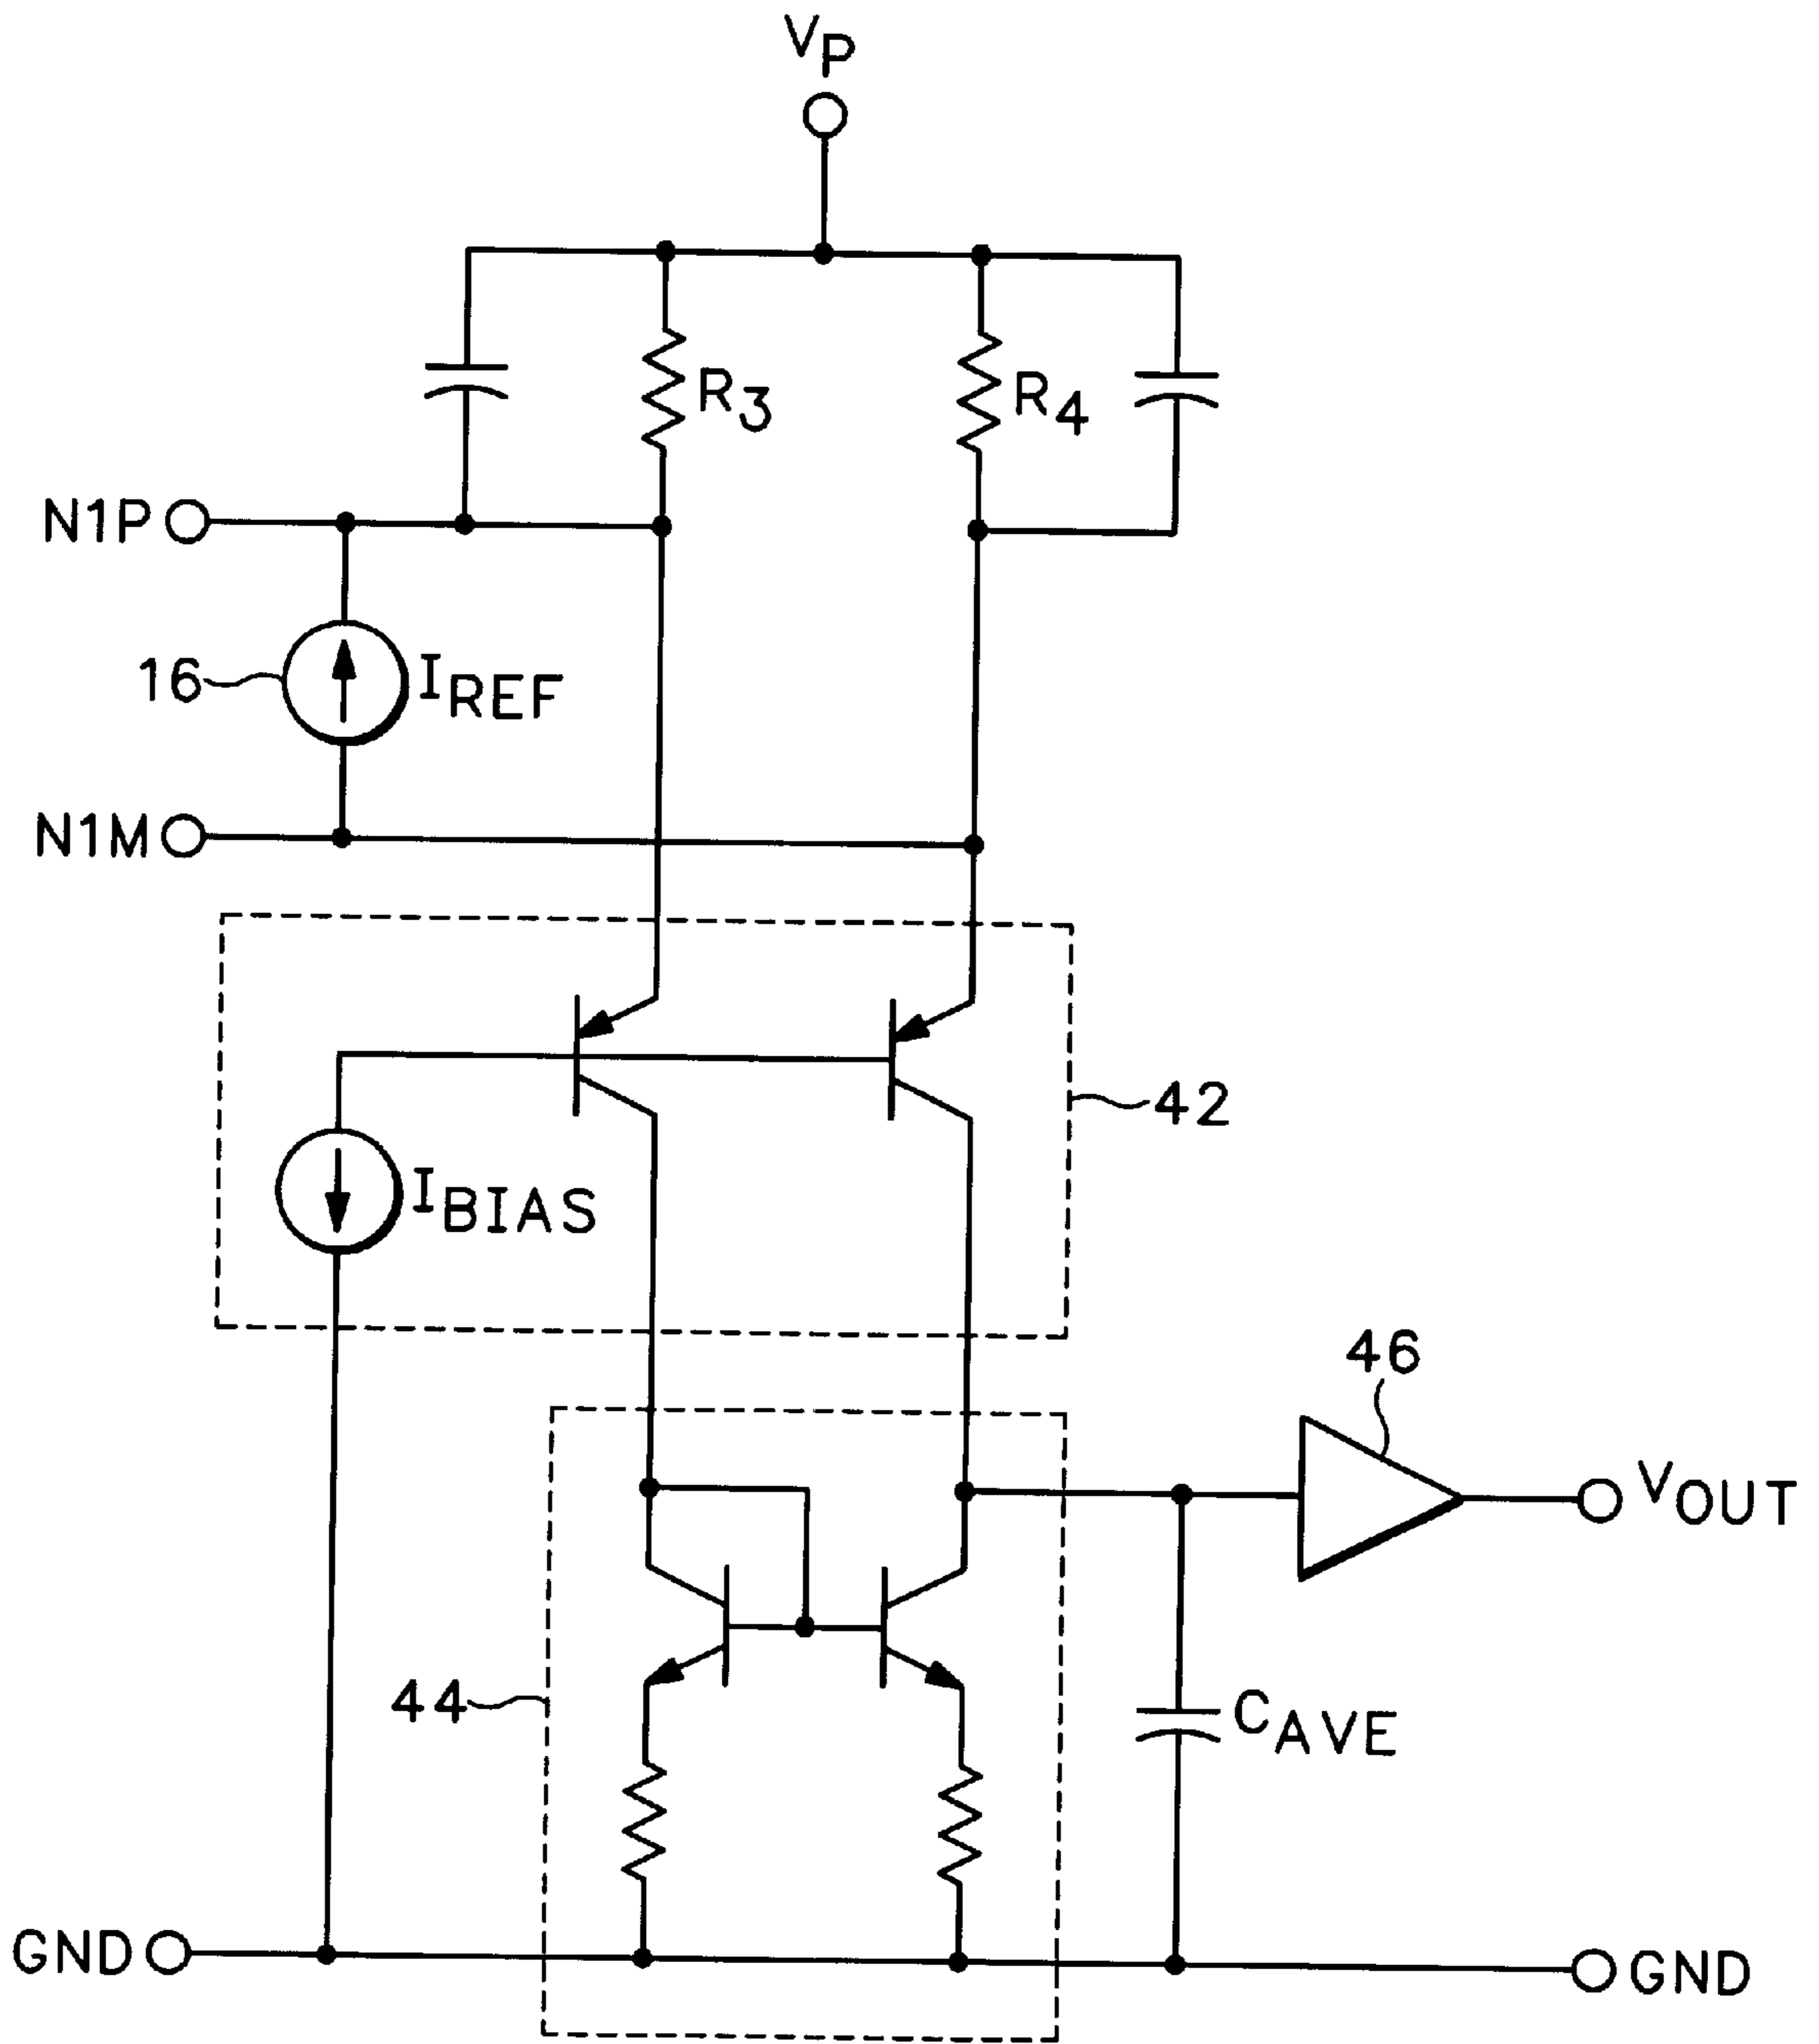 VP
R3
R4
N1P
16
IREF
N1M
42
IBIAS
46
VOUT
44
CAVE
GND
GND